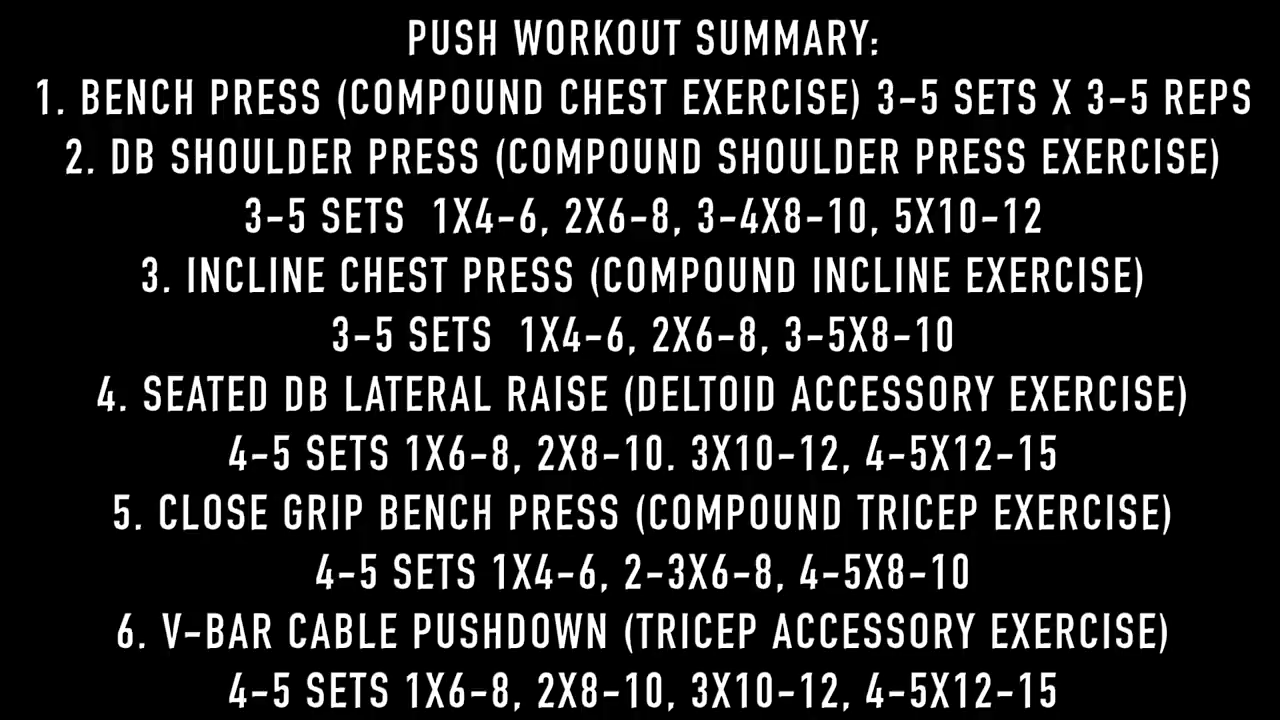 PUSH WORKOUT SUMMARY:
1. BENCH PRESS (COMPOUND CHEST EXERCISE) 3-5 SETS X 3-5 REPS
2. DB SHOULDER PRESS (COMPOUND SHOULDER PRESS EXERCISE)
3-5 SETS 1X4-6, 2X6-8, 3-4X8-10, 5X10-12
3. INCLINE CHEST PRESS (COMPOUND INCLINE EXERCISE)
3-5 SETS 1X4-6, 2X6-8, 3-5X8-10
4. SEATED DB LATERAL RAISE (DELTOID ACCESSORY EXERCISE)
4-5 SETS 1X6-8, 2X8-10. 3X10-12, 4-5X12-15
5. CLOSE GRIP BENCH PRESS (COMPOUND TRICEP EXERCISE)
4-5 SETS 1X4-6, 2-3X6-8, 4-5X8-10
6. V-BAR CABLE PUSHDOWN (TRICEP ACCESSORY EXERCISE)
4-5 SETS 1X6-8, 2X8-10, 3X10-12, 4-5X12-15